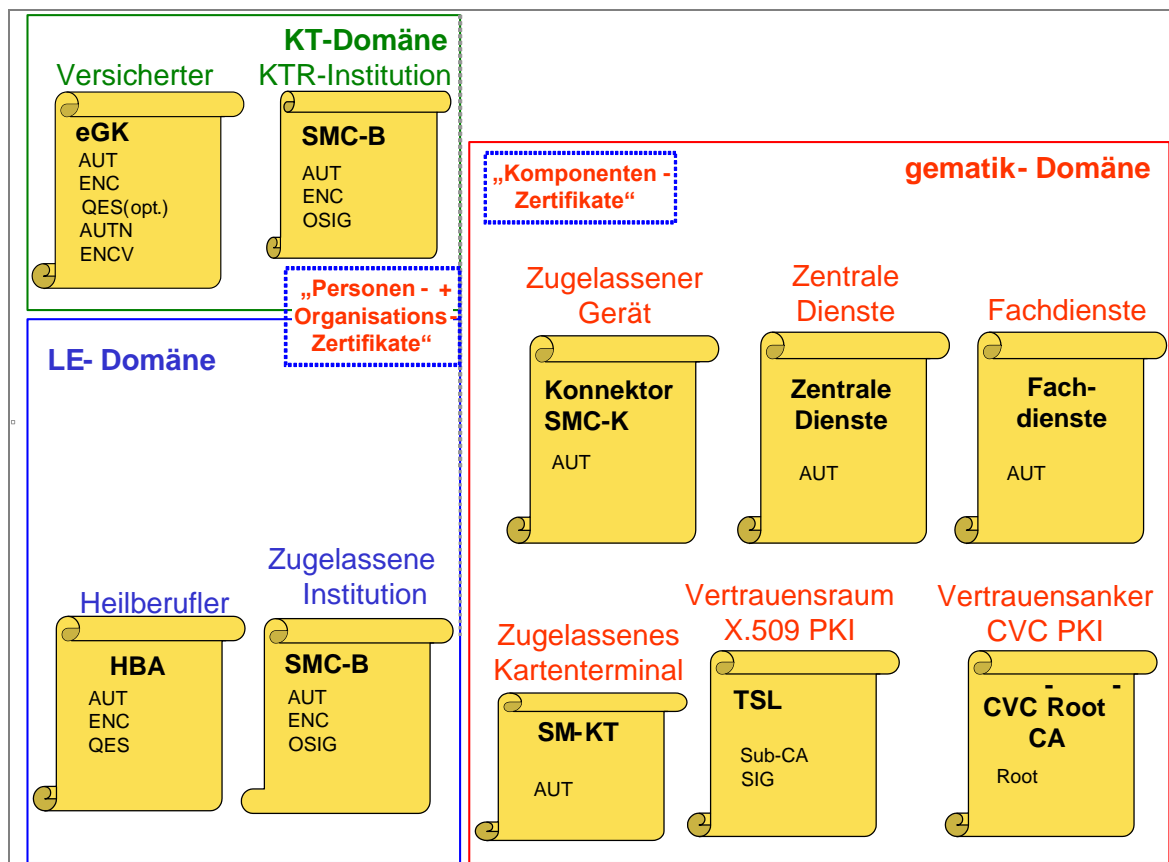 KT-Domäne
Versicherter
eGK
AUT
ENC
QES(opt.)
AUTN
ENCV
KTR-Institution
SMC-B
AUT
ENC
OSIG
„Personen - +
Organisations-
Zertifikate“
LE- Domäne
Heilberufler
HBA
AUT
ENC
QES
Zugelassene
Institution
SMC-B
AUT
ENC
OSIG
„Komponenten -
Zertifikate“
gematik- Domäne
Zugelassener
Gerät
Konnektor
SMC-K
AUT
Zentrale
Dienste
Zentrale
Dienste
AUT
Fachdienste
Fach-
dienste
AUT
Zugelassenes
Kartenterminal
SM-KT
AUT
Vertrauensraum
X.509 PKI
TSL
Sub-CA
SIG
Vertrauensanker
CVC PKI
CVC - Root -
CA
Root